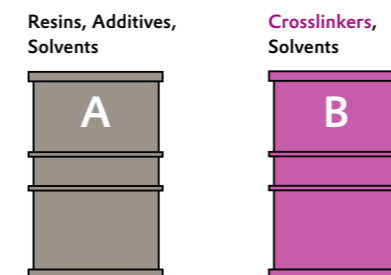 Resins, Additives,
Solvents
Crosslinkers,
Solvents
A
B